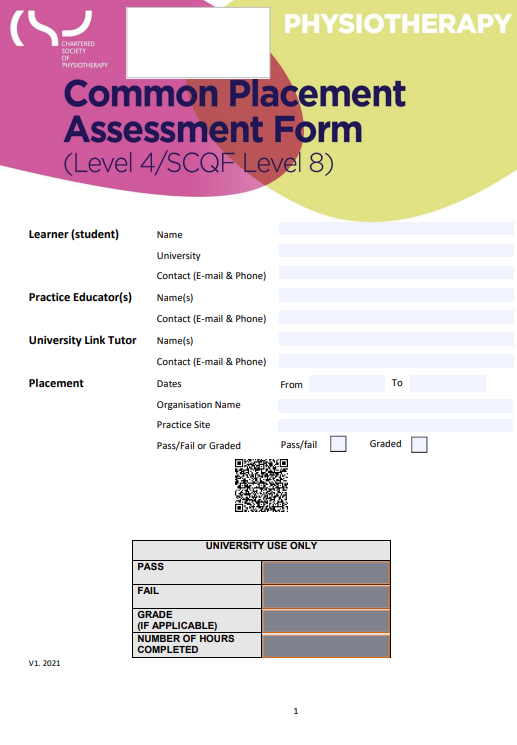 CHARTERED
SOCIETY
OF
PHYSIOTHERAPY
PHYSIOTHERAPY
Common Placement
Assessment Form
(Level 4/SCQF Level 8)
Learner (student) Name
University
Contact (E-mail & Phone)
Practice Educator(s) Name(s)
Contact (E-mail & Phone)
University Link Tutor Name(s)
Contact (E-mail & Phone)
Placement Dates From To
Organisation Name
Practice Site
Pass/Fail or Graded Pass/fail Graded
UNIVERSITY USE ONLY
PASS
FAIL
GRADE
(IF APPLICABLE)
NUMBER OF HOURS
COMPLETED
V1. 2021
1